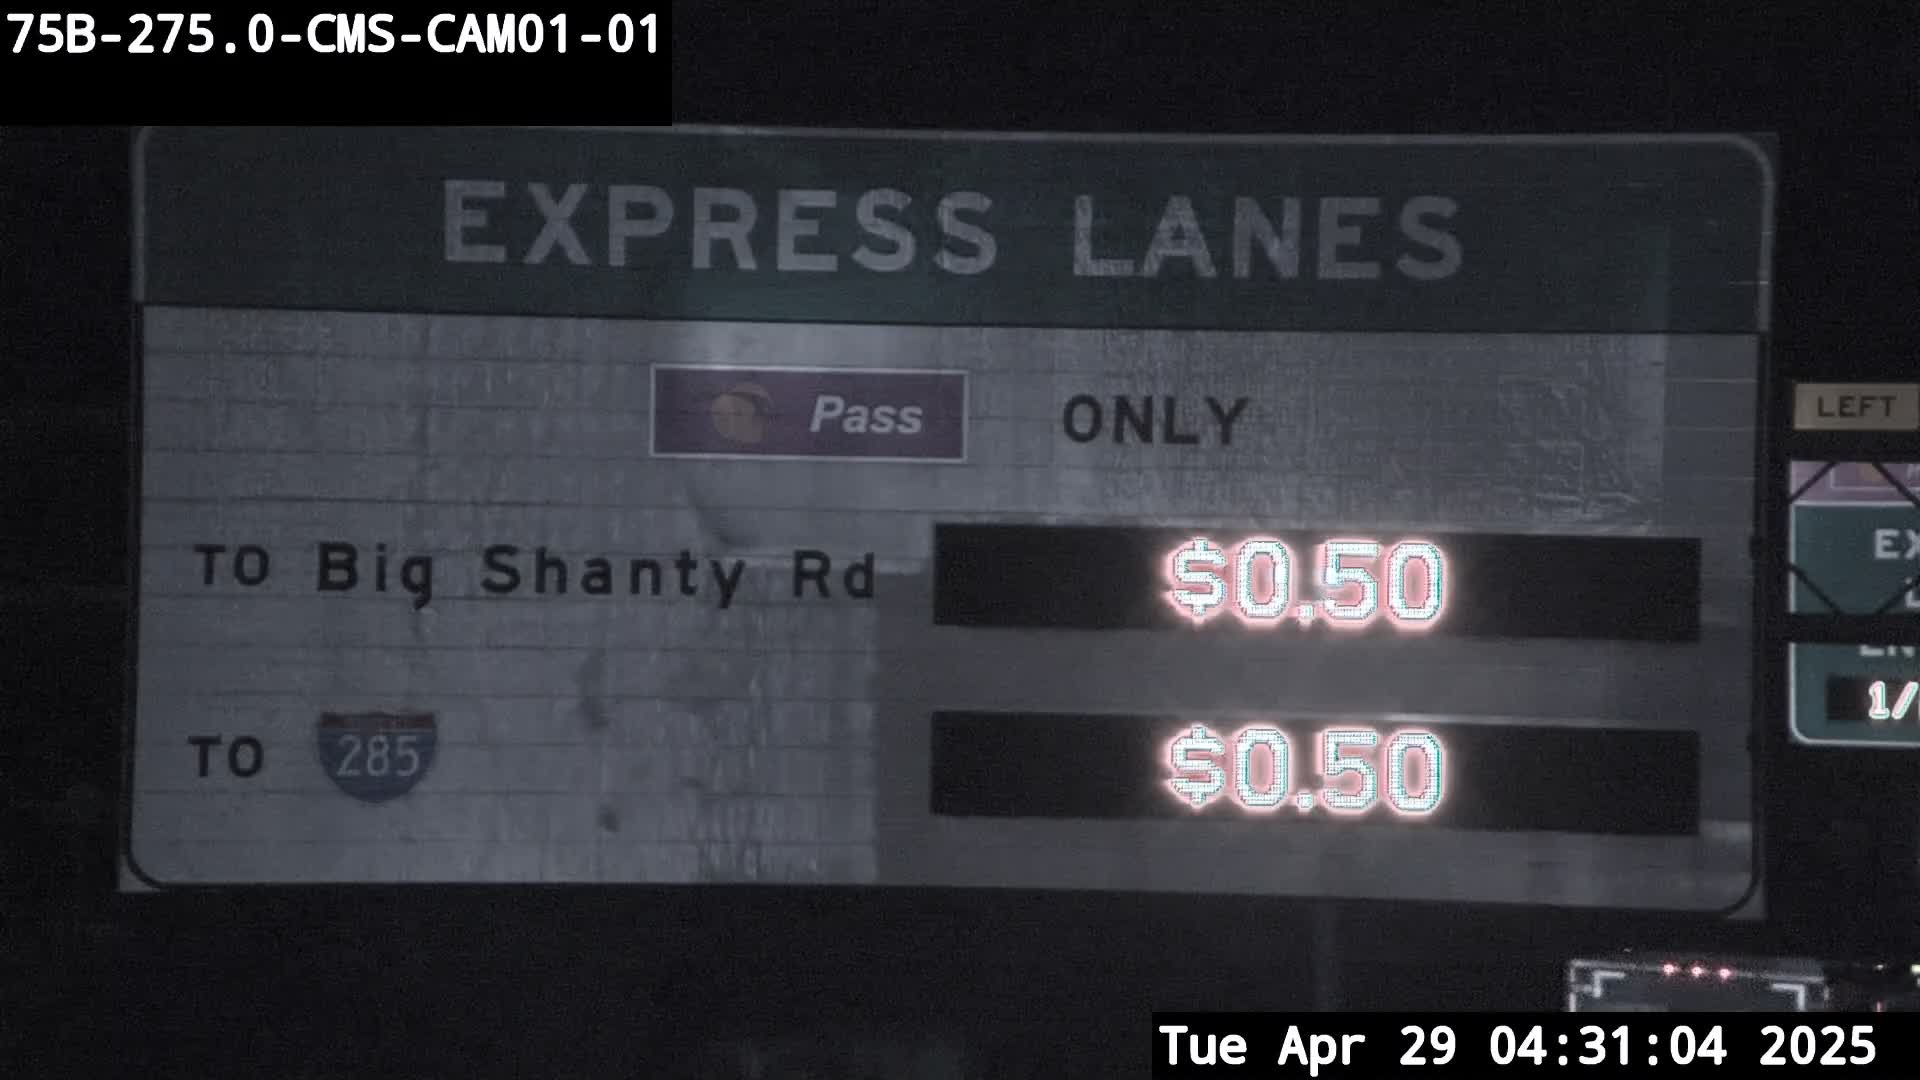 75B-275.0-CMS-CAM01-01
EXPRESS LANES
Pass ONLY
TO Big Shanty Rd $0.50
TO 285 $0.50
LEFT
1/
Tue Apr 29 04:31:04 2025